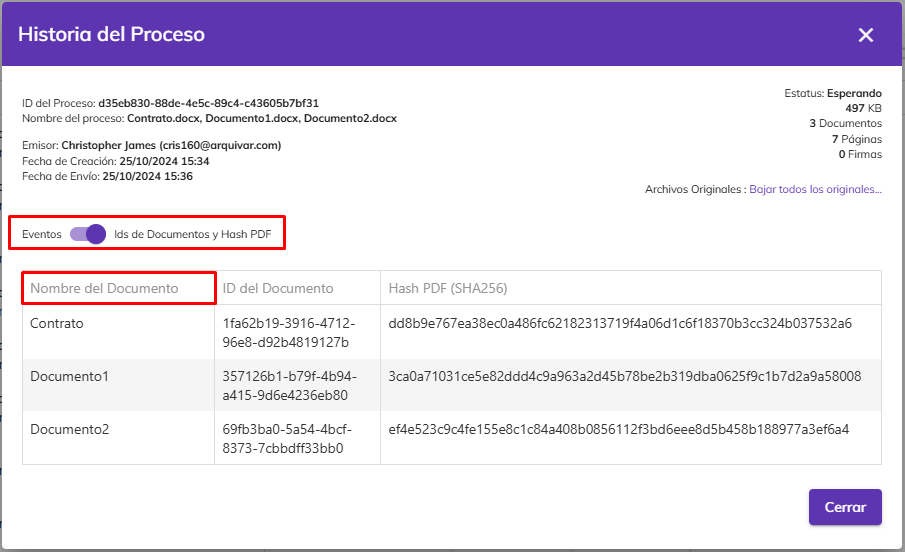 Historia del Proceso
ID del Proceso: d35eb830-88de-4e5c-89c4-c43605b7bf31
Nombre del proceso: Contrato.docx, Documento1.docx, Documento2.docx
Emisor: Christopher James (cris160@arquivar.com)
Fecha de Creación: 25/10/2024 15:34
Fecha de Envío: 25/10/2024 15:36
Estatus: Esperando
497 KB
3 Documentos
7 Páginas
0 Firmas
Archivos Originales : Bajar todos los originales...
Eventos Ids de Documentos y Hash PDF
Nombre del Documento ID del Documento Hash PDF (SHA256)
Contrato 1fa62b19-3916-4712- dd8b9e767ea38ec0a486fc62182313719f4a06d1c6f18370b3cc324b037532a6
96e8-d92b4819127b
Documento1 357126b1-b79f-4b94- 3ca0a71031ce5e82ddd4c9a963a2d45b78be2b319dba0625f9c1b7d2a9a58008
a415-9d6e4236eb80
Documento2 69fb3ba0-5a54-4bcf- ef4e523c9c4fe155e8c1c84a408b0856112f3bd6eee8d5b458b188977a3ef6a4
8373-7cbbdff33bb0
Cerrar